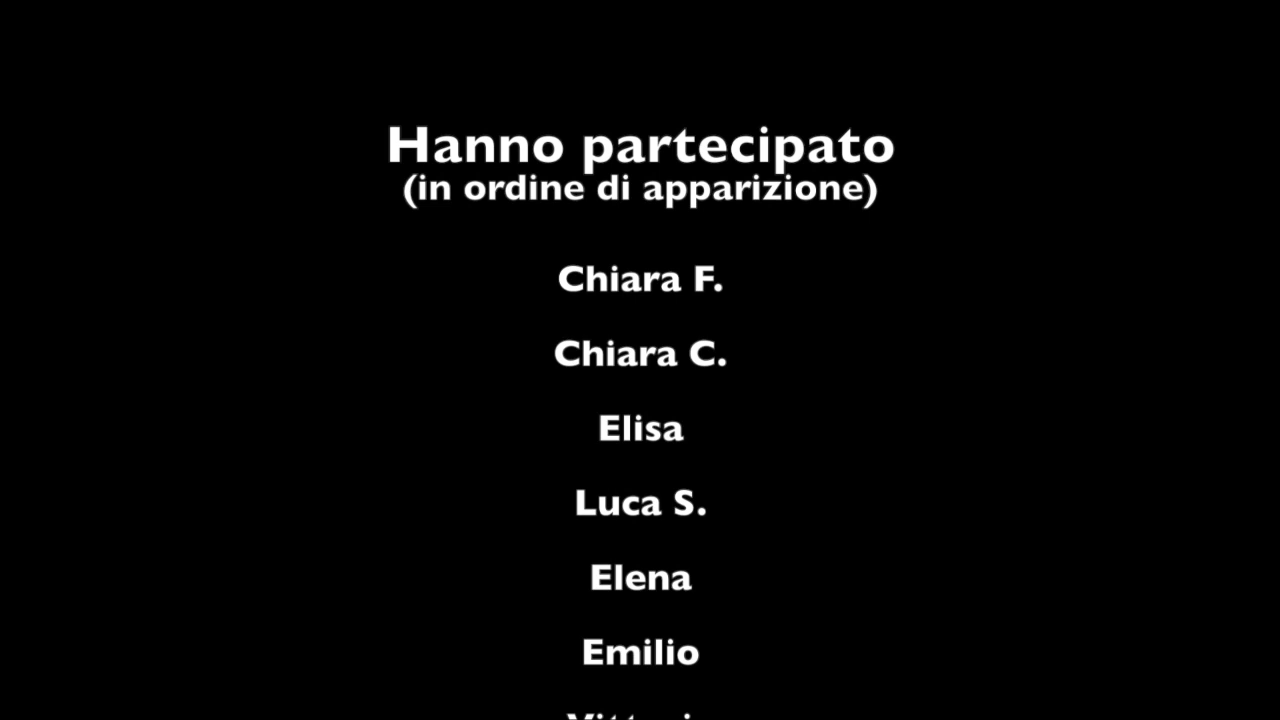 Hanno partecipato
(in ordine di apparizione)
Chiara F.
Chiara C.
Elisa
Luca S.
Elena
Emilio